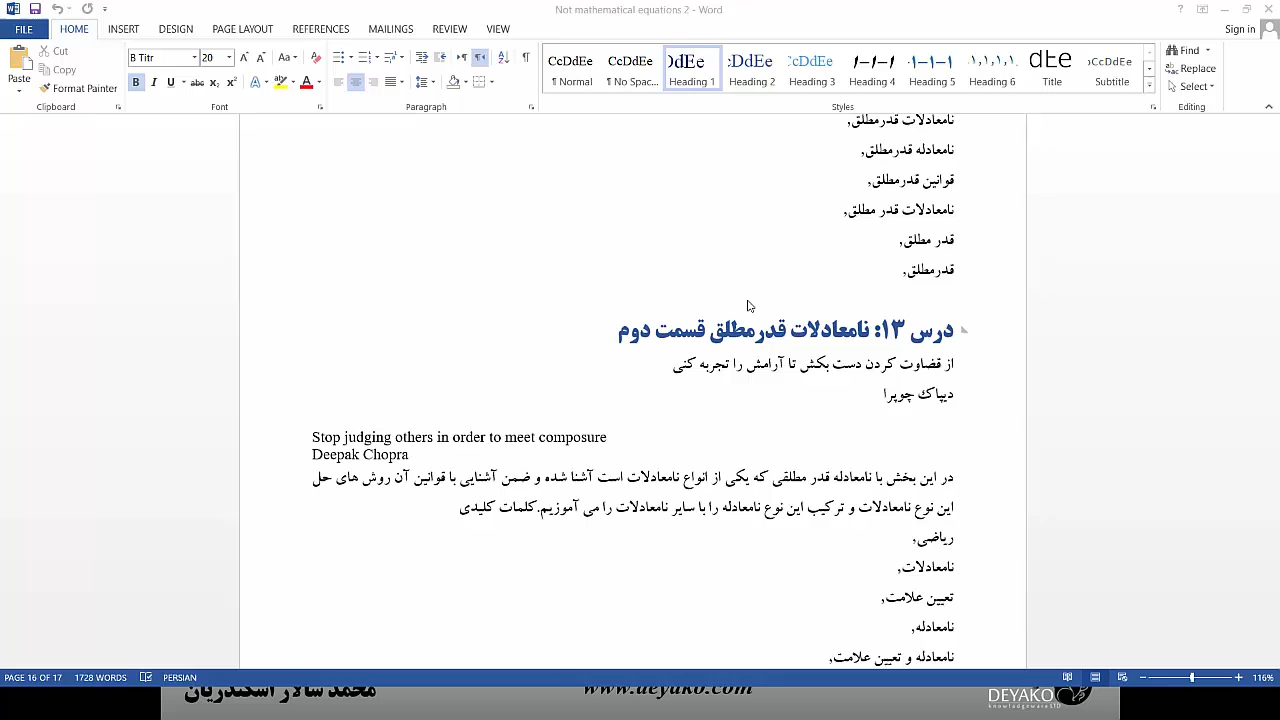 Not mathematical equations 2 - Word
FILE HOME INSERT DESIGN PAGE LAYOUT REFERENCES MAILINGS REVIEW VIEW Sign in
Paste Cut Copy Format Painter
B Titr 20
CcDdEe CcDdEe CcDdEe CcDdEe
¶ Normal ¶ No Spac... Heading 1 Heading 2 Heading 3 Heading 4 Heading 5 Heading 6 Title Subtitle
Find Replace Select
Clipboard Font Paragraph Styles Editing
نامعادلات قدرمطلق,
نامعادله قدرمطلق,
قوانین قدرمطلق,
نامعادلات قدر مطلق,
قدر مطلق,
قدرمطلق,
درس ۱۳: نامعادلات قدرمطلق قسمت دوم
از قضاوت کردن دست بکش تا آرامش را تجربه کنی
دیپاک چوپرا
Stop judging others in order to meet composure
Deepak Chopra
در این بخش با نامعادله قدر مطلقی که یکی از انواع نامعادلات است آشنا شده و ضمن آشنایی با قوانین آن روش های حل
این نوع نامعادلات و ترکیب این نوع نامعادله را با سایر نامعادلات را می آموزیم.کلمات کلیدی
ریاضی,
نامعادلات,
تعیین علامت,
نامعادله,
نامعادله و تعیین علامت,
PAGE 16 OF 17 1728 WORDS PERSIAN 116%
محمد سالار اسکندریان www.deyako.com DEYAKO
knowledgeware LTD